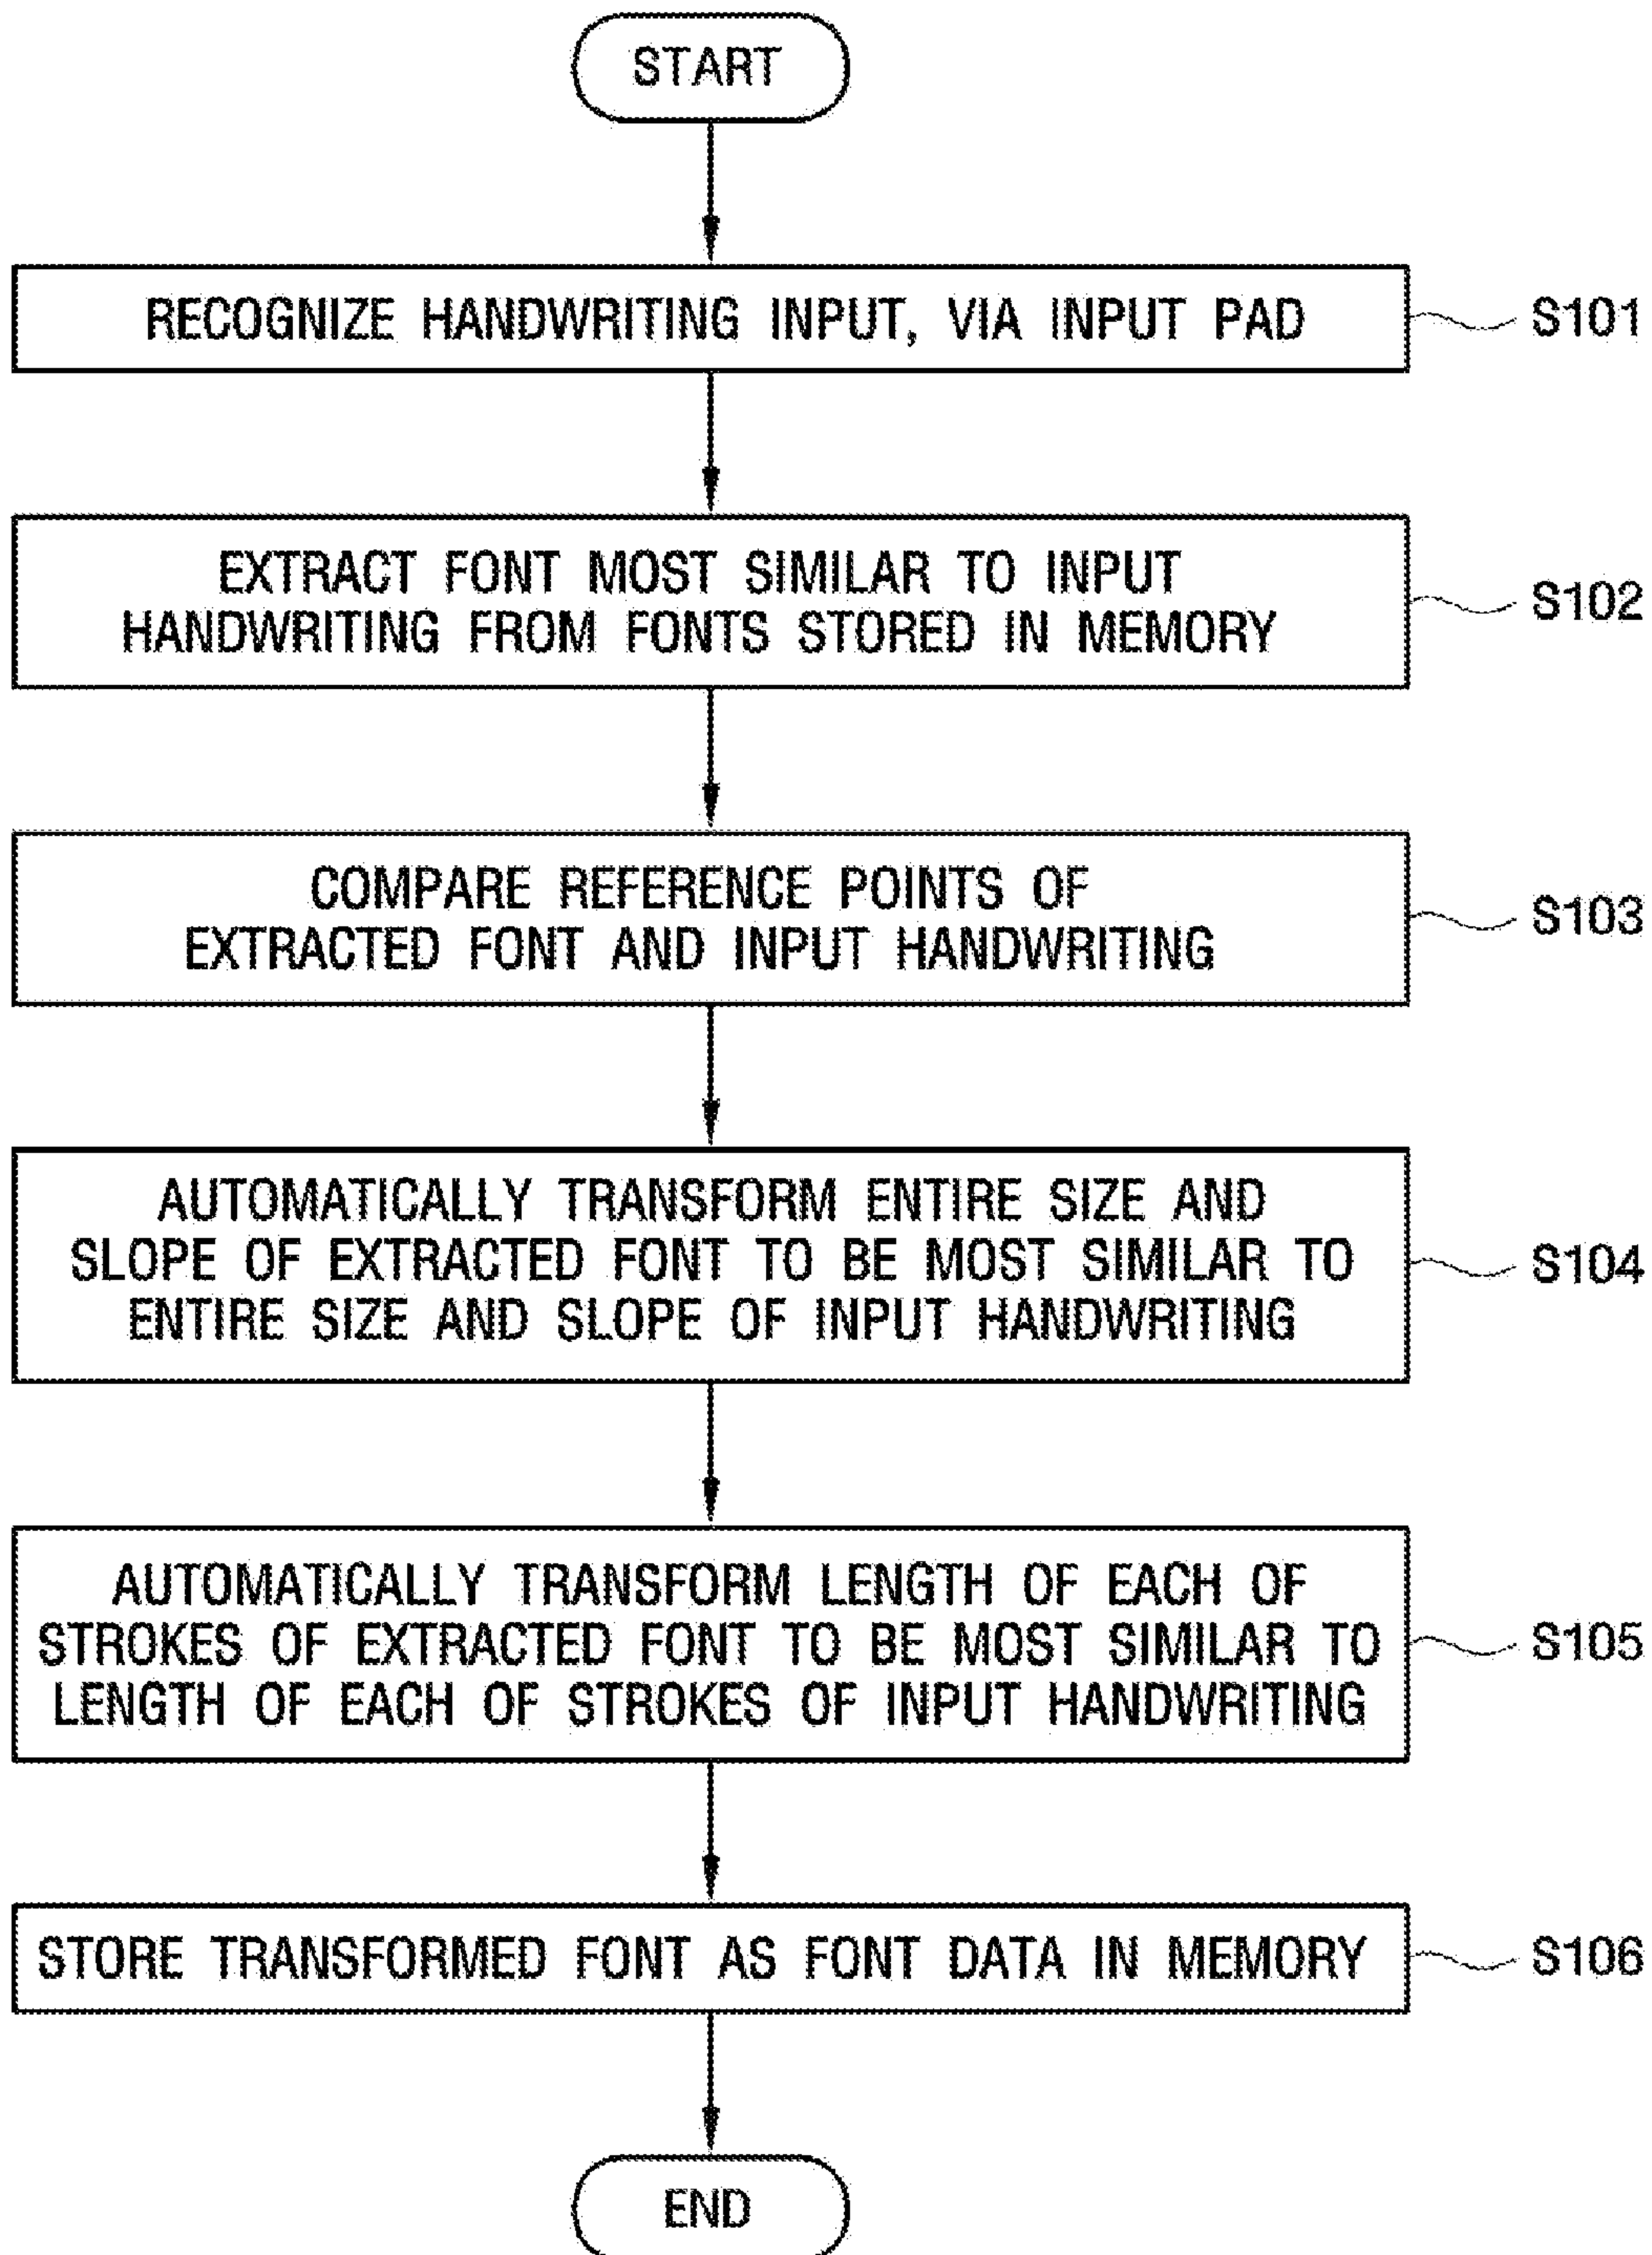 START
RECOGNIZE HANDWRITING INPUT, VIA INPUT PAD
S101
EXTRACT FONT MOST SIMILAR TO INPUT
HANDWRITING FROM FONTS STORED IN MEMORY
S102
COMPARE REFERENCE POINTS OF
EXTRACTED FONT AND INPUT HANDWRITING
S103
AUTOMATICALLY TRANSFORM ENTIRE SIZE AND
SLOPE OF EXTRACTED FONT TO BE MOST SIMILAR TO
ENTIRE SIZE AND SLOPE OF INPUT HANDWRITING
S104
AUTOMATICALLY TRANSFORM LENGTH OF EACH OF
STROKES OF EXTRACTED FONT TO BE MOST SIMILAR TO
LENGTH OF EACH OF STROKES OF INPUT HANDWRITING
S105
STORE TRANSFORMED FONT AS FONT DATA IN MEMORY
S106
END